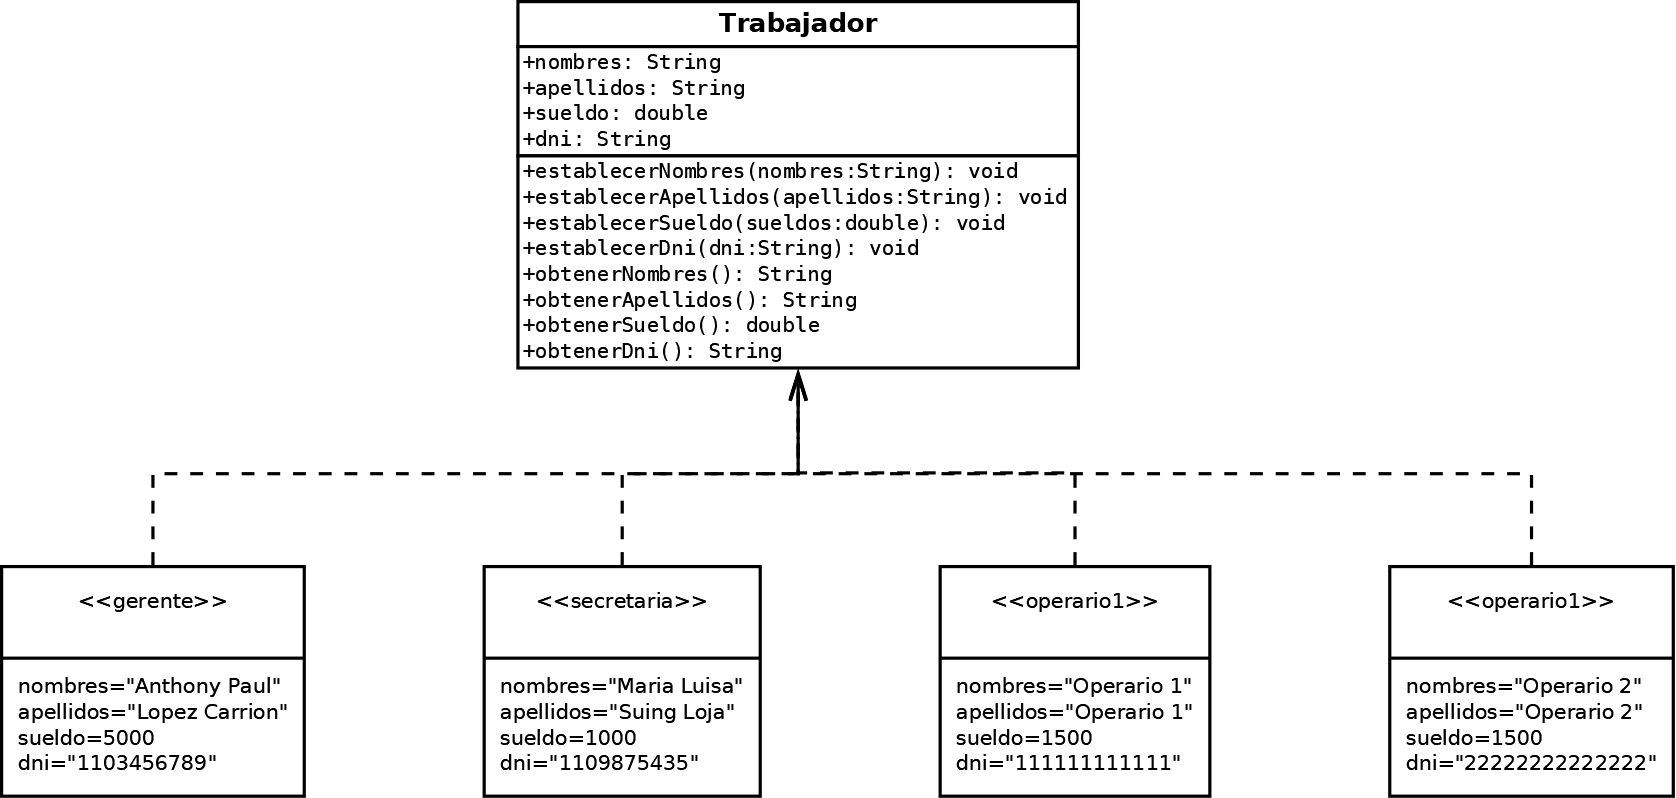 Trabajador
+nombres: String
+apellidos: String
+sueldo: double
+dni: String
+establecerNombres(nombres:String): void
+establecerApellidos(apellidos:String): void
+establecerSueldo(sueldos:double): void
+establecerDni(dni:String): void
+obtenerNombres(): String
+obtenerApellidos(): String
+obtenerSueldo(): double
+obtenerDni(): String
<<gerente>>
nombres="Anthony Paul"
apellidos="Lopez Carrion"
sueldo=5000
dni="1103456789"
<<secretaria>>
nombres="Maria Luisa"
apellidos="Suing Loja"
sueldo=1000
dni="1109875435"
<<operario1>>
nombres="Operario 1"
apellidos="Operario 1"
sueldo=1500
dni="111111111111"
<<operario1>>
nombres="Operario 2"
apellidos="Operario 2"
sueldo=1500
dni="22222222222222"